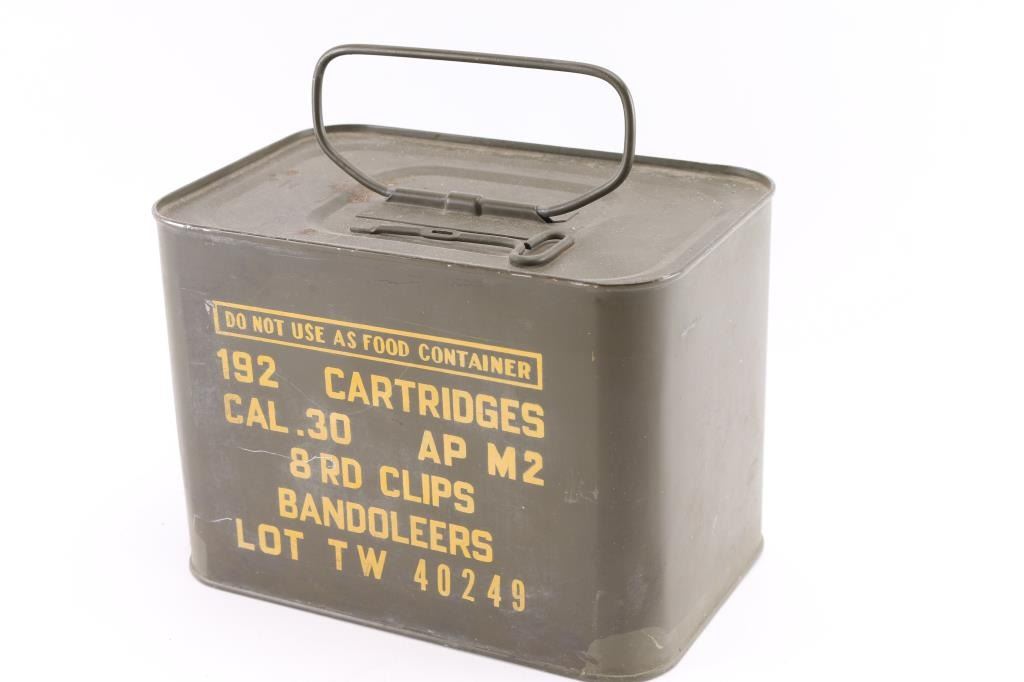 DO NOT USE AS FOOD CONTAINER
192 CARTRIDGES
CAL .30 AP M2
8 RD CLIPS
BANDOLEERS
LOT TW 40249